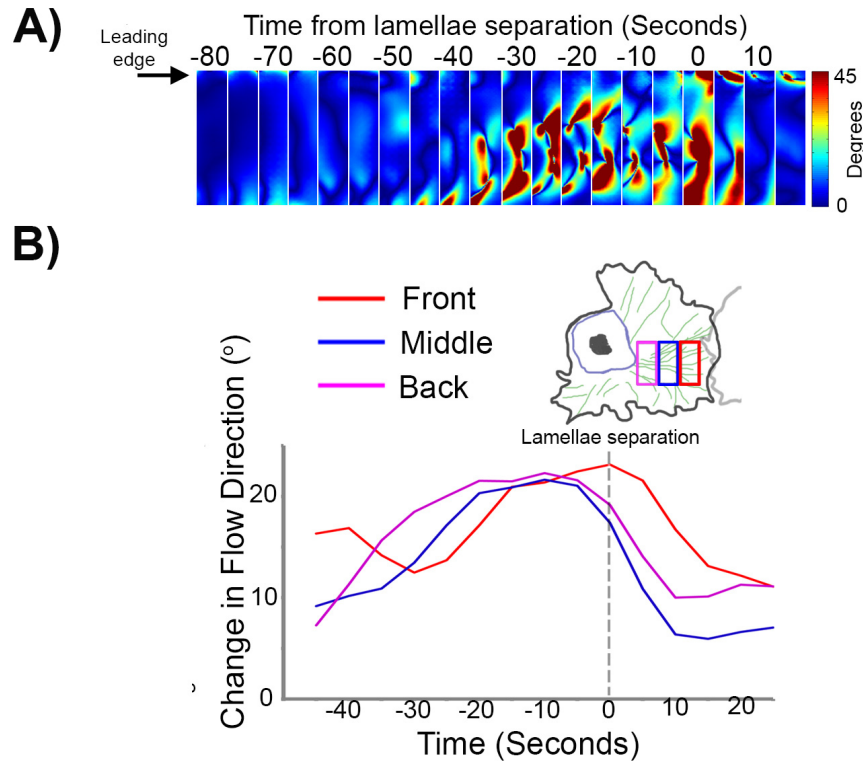 A)
Time from lamellae separation (Seconds)
Leading
edge
-80 -70 -60 -50 -40 -30 -20 -10 0 10
45
Degrees
0
B)
Front
Middle
Back
Lamellae separation
Change in Flow Direction (°)
20
10
0
-40 -30 -20 -10 0 10 20
Time (Seconds)